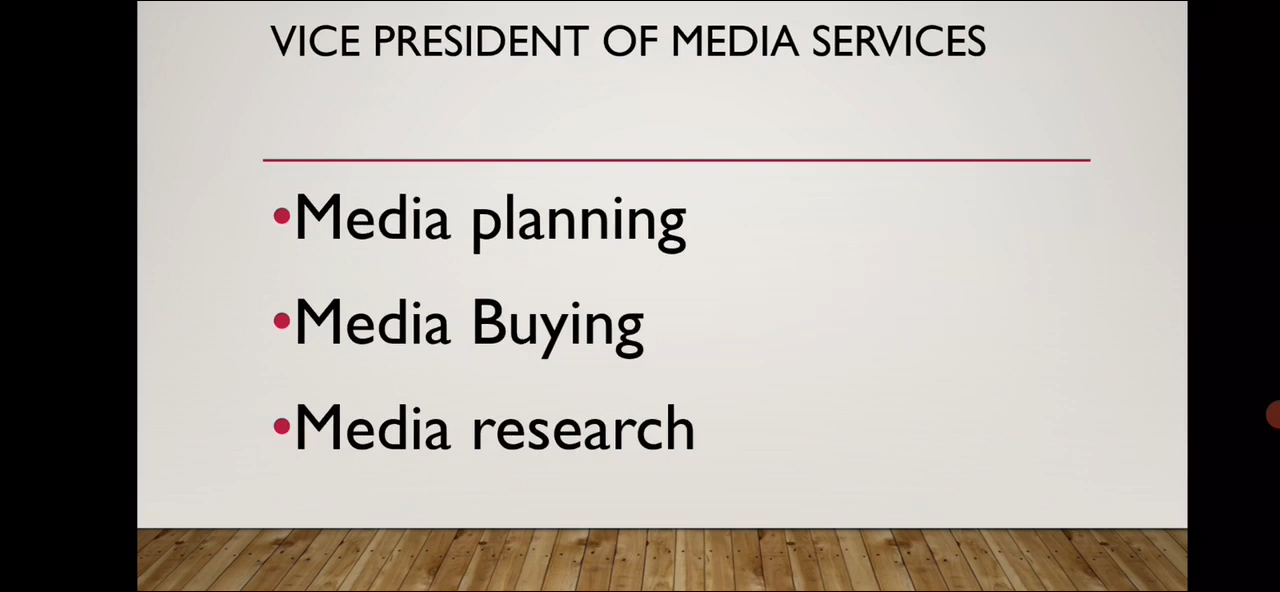 VICE PRESIDENT OF MEDIA SERVICES
•Media planning
•Media Buying
•Media research